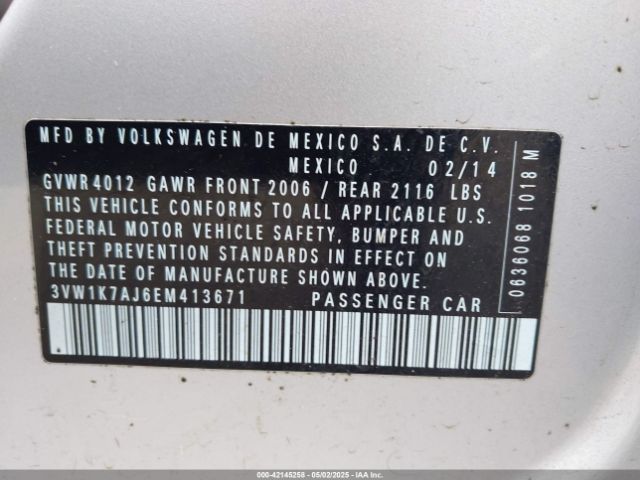 MFD BY VOLKSWAGEN DE MEXICO S.A. DE C.V.
MEXICO 02/14
GVWR 4012 GAWR FRONT 2006 / REAR 2116 LBS
THIS VEHICLE CONFORMS TO ALL APPLICABLE U.S.
FEDERAL MOTOR VEHICLE SAFETY, BUMPER AND
THEFT PREVENTION STANDARDS IN EFFECT ON
THE DATE OF MANUFACTURE SHOWN ABOVE.
3VW1K7AJ6EM413671 PASSENGER CAR
0636068 1018 M
000-42145258 - 05/02/2025 - IAAI.COM